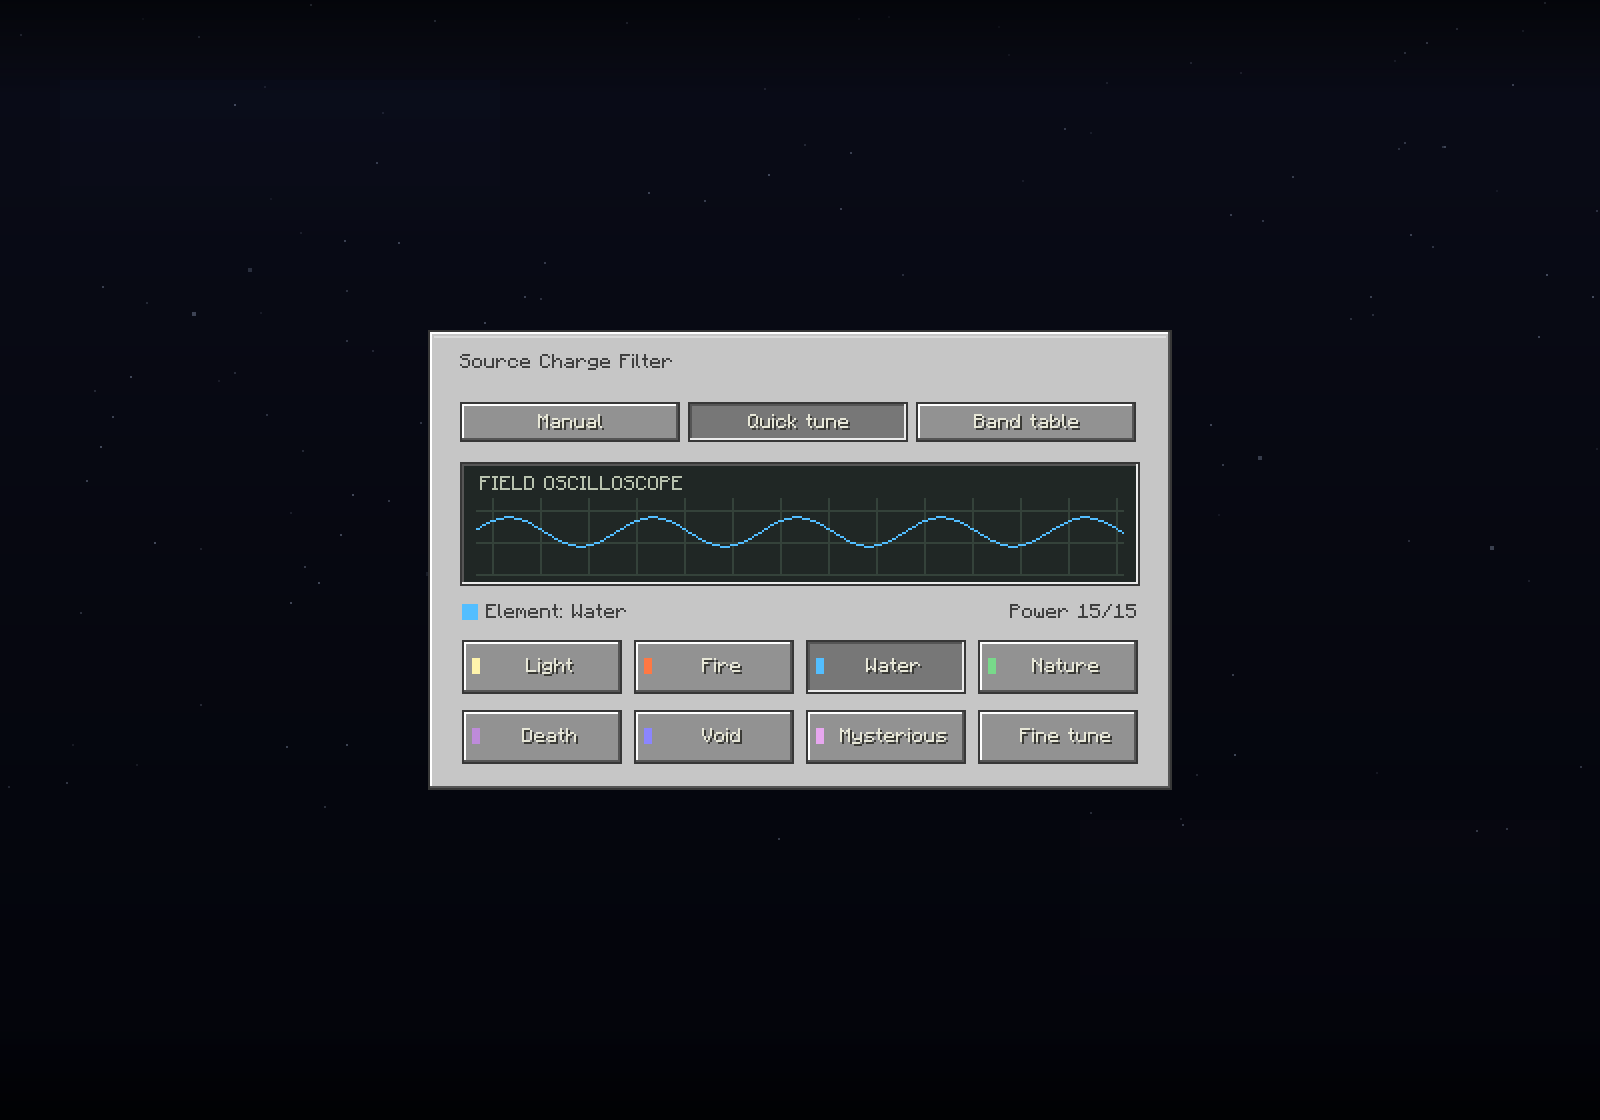 Source Charge Filter
Manual
Quick tune
Band table
FIELD OSCILLOSCOPE
Element: Water
Power 15/15
Light
Fire
Water
Nature
Death
Void
Mysterious
Fine tune